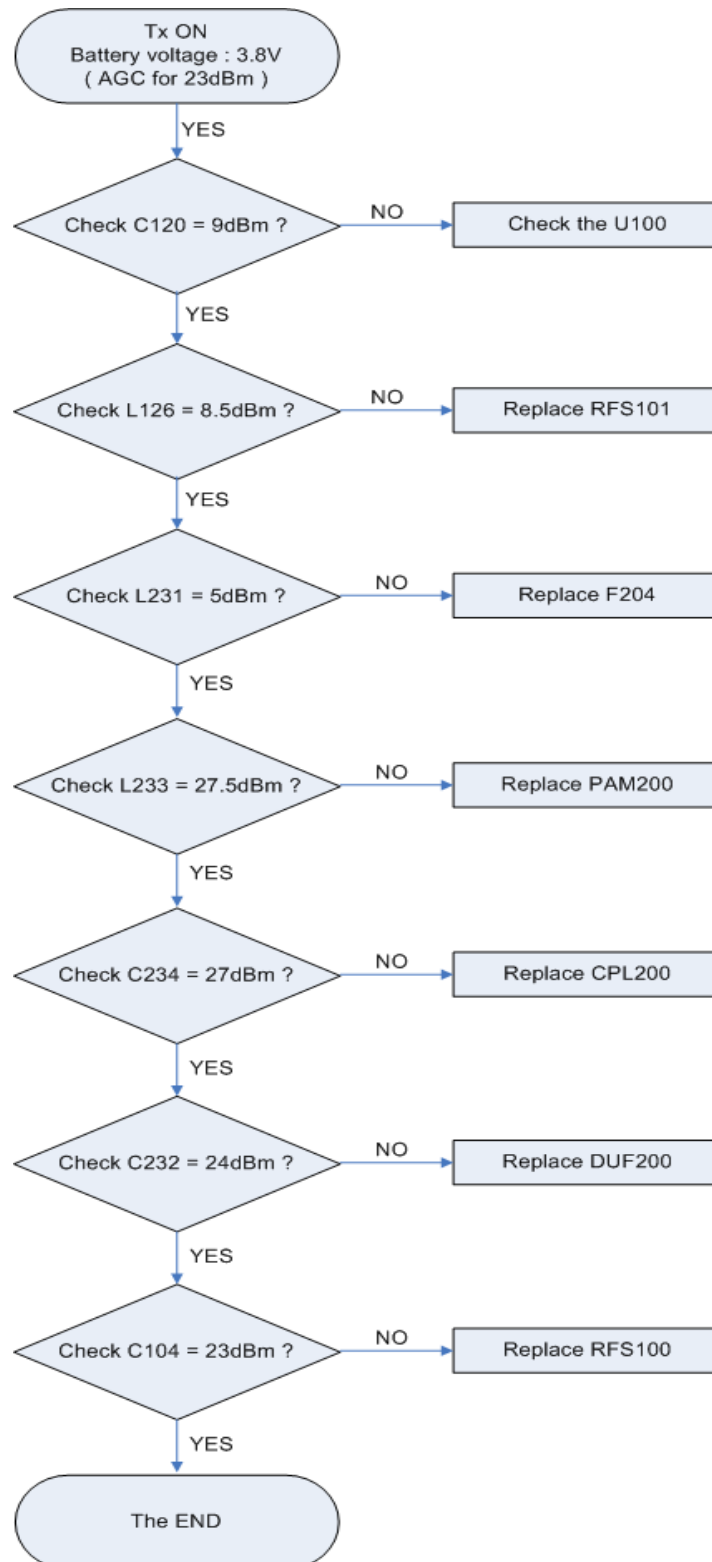 Tx ON
Battery voltage : 3.8V
( AGC for 23dBm )
YES
Check C120 = 9dBm ?
NO
Check the U100
YES
Check L126 = 8.5dBm ?
NO
Replace RFS101
YES
Check L231 = 5dBm ?
NO
Replace F204
YES
Check L233 = 27.5dBm ?
NO
Replace PAM200
YES
Check C234 = 27dBm ?
NO
Replace CPL200
YES
Check C232 = 24dBm ?
NO
Replace DUF200
YES
Check C104 = 23dBm ?
NO
Replace RFS100
YES
The END